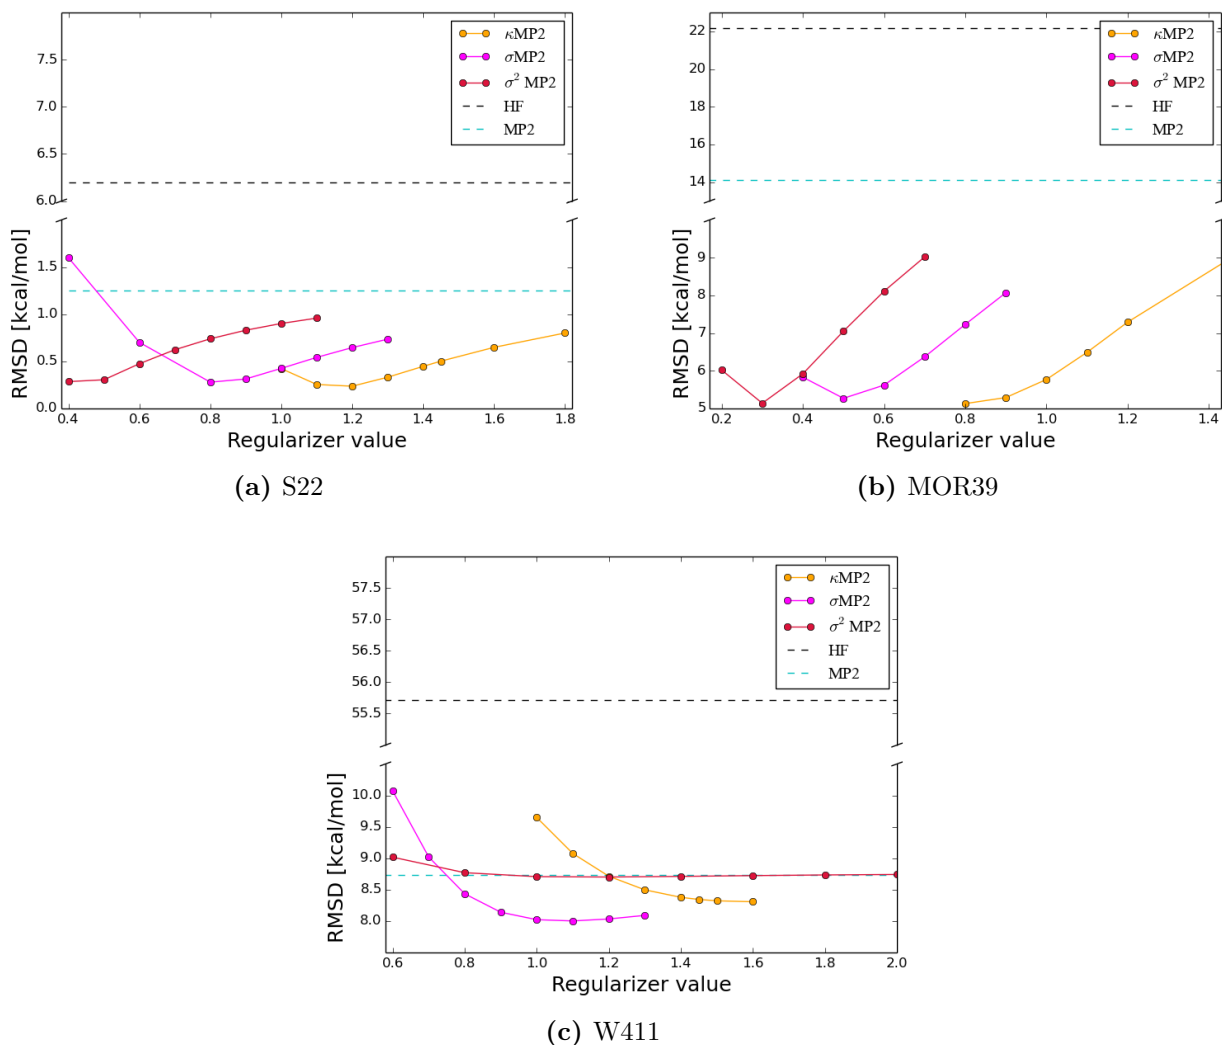 κMP2
σMP2
σ² MP2
HF
MP2
7.5
7.0
6.5
6.0
1.5
1.0
0.5
0.0
RMSD [kcal/mol]
0.4 0.6 0.8 1.0 1.2 1.4 1.6 1.8
Regularizer value
(a) S22
κMP2
σMP2
σ² MP2
HF
MP2
22
20
18
16
14
9
8
7
6
5
RMSD [kcal/mol]
0.2 0.4 0.6 0.8 1.0 1.2 1.4
Regularizer value
(b) MOR39
κMP2
σMP2
σ² MP2
HF
MP2
57.5
57.0
56.5
56.0
55.5
10.0
9.5
9.0
8.5
8.0
RMSD [kcal/mol]
0.6 0.8 1.0 1.2 1.4 1.6 1.8 2.0
Regularizer value
(c) W411